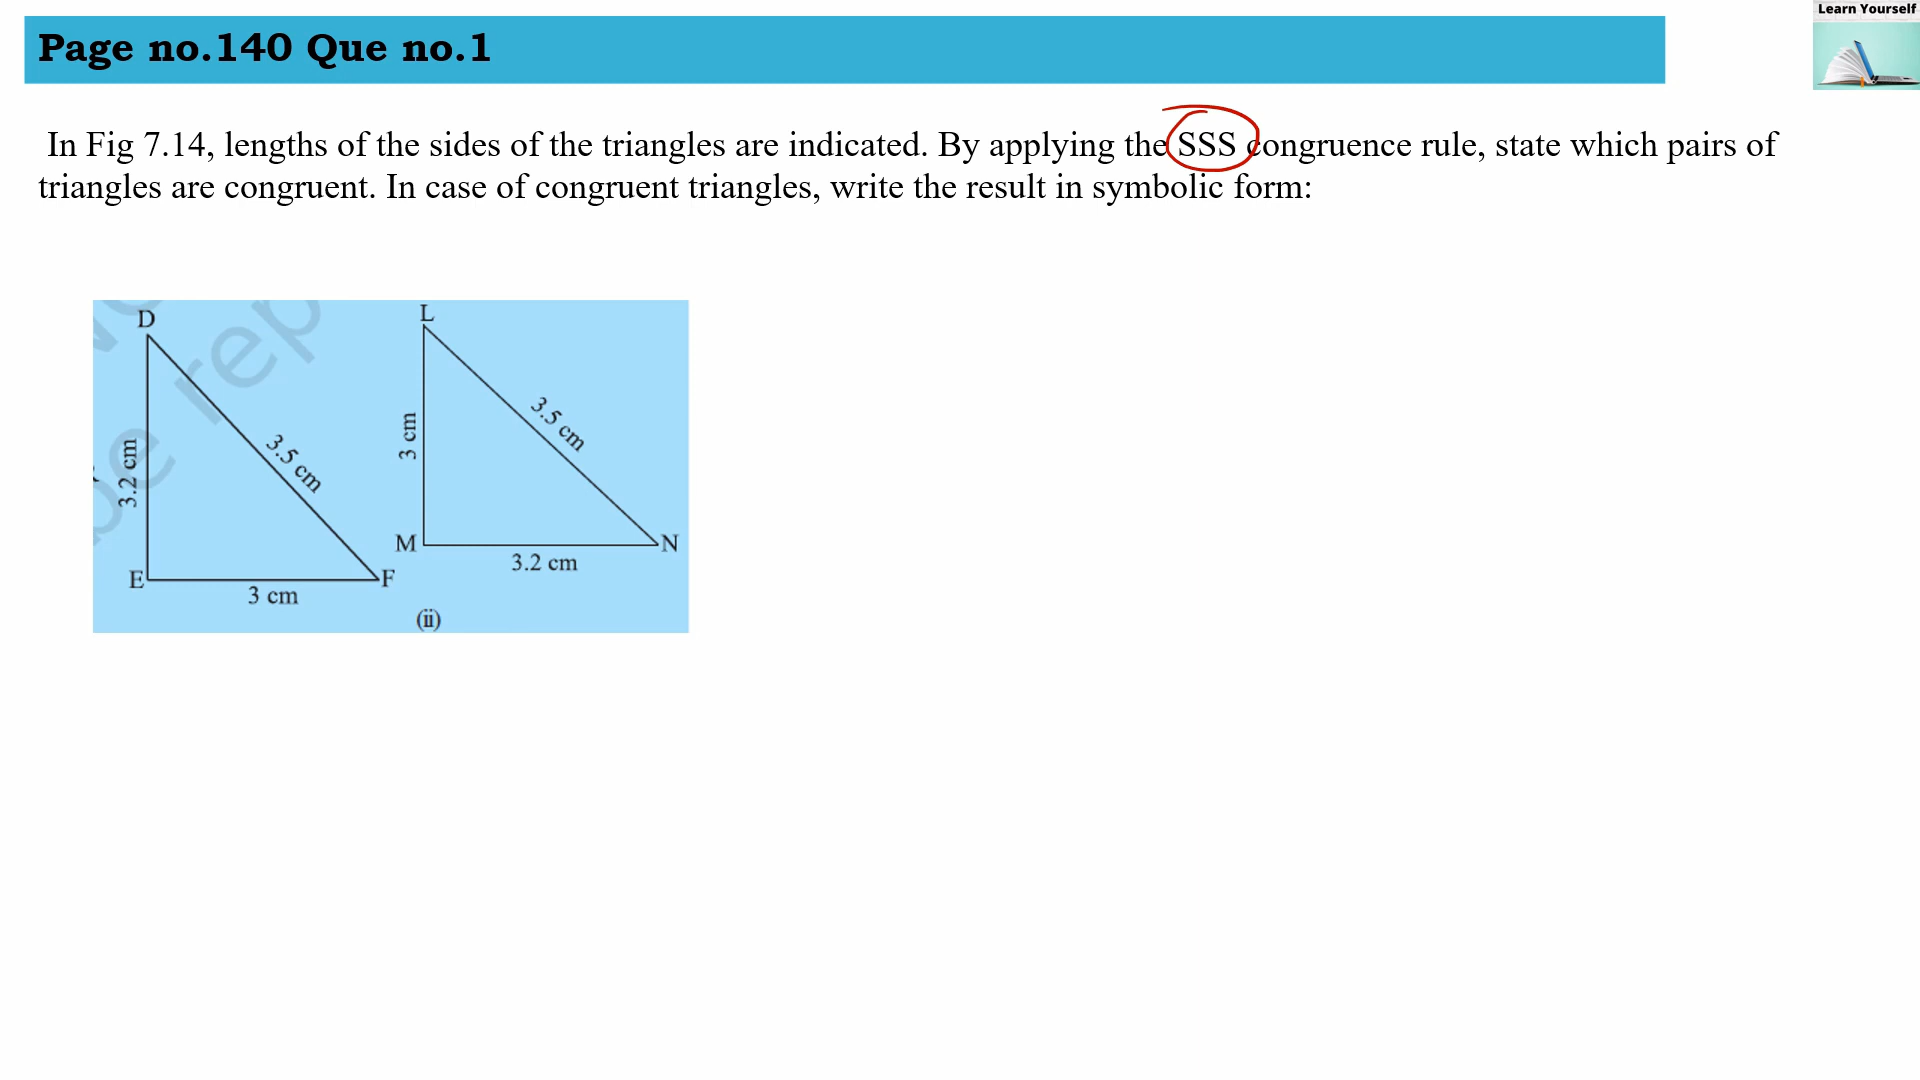 Learn Yourself
Page no.140 Que no.1
In Fig 7.14, lengths of the sides of the triangles are indicated. By applying the SSS congruence rule, state which pairs of
triangles are congruent. In case of congruent triangles, write the result in symbolic form:
D
L
3.2 cm
3.5 cm
3 cm
3.5 cm
E
F
3 cm
M
N
3.2 cm
(ii)
be rep